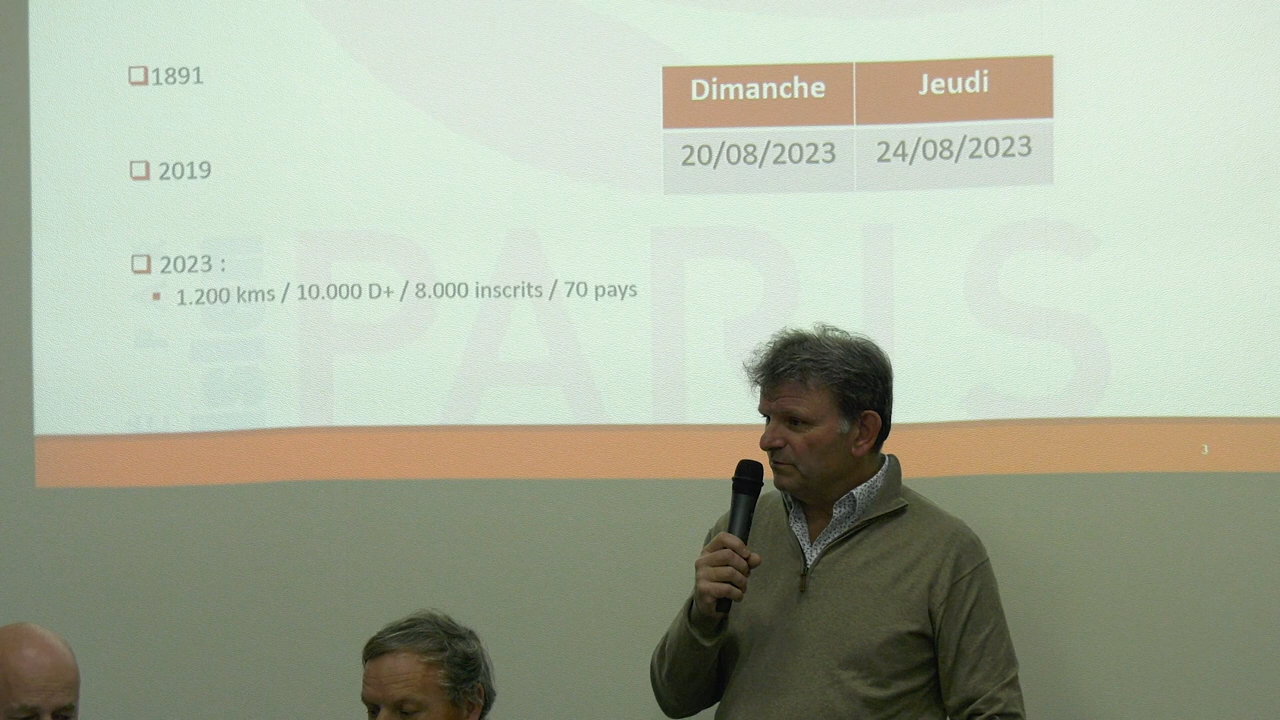 1891
2019
2023 :
1.200 kms / 10.000 D+ / 8.000 inscrits / 70 pays
Dimanche Jeudi
20/08/2023 24/08/2023
PARIS
3